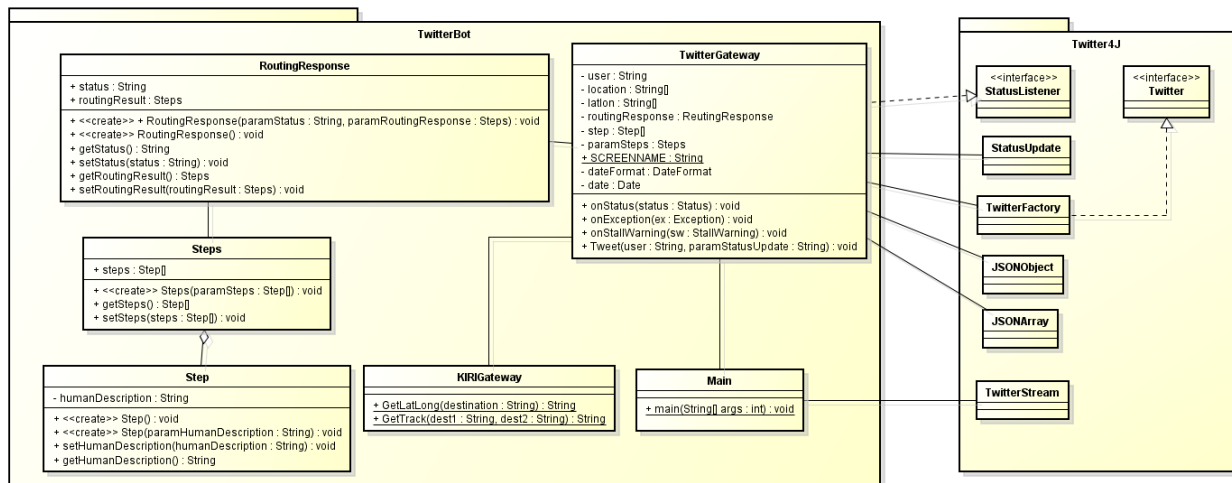 TwitterBot
RoutingResponse
+ status : String
+ routingResult : Steps
+ <<create>> + RoutingResponse(paramStatus : String, paramRoutingResponse : Steps) : void
+ <<create>> RoutingResponse() : void
+ getStatus() : String
+ setStatus(status : String) : void
+ getRoutingResult() : Steps
+ setRoutingResult(routingResult : Steps) : void
TwitterGateway
- user : String
- location : String[]
- latlon : String[]
- routingResponse : ReutingResponse
- step : Step[]
- paramSteps : Steps
+ SCREENNAME : String
- dateFormat : DateFormat
- date : Date
+ onStatus(status : Status) : void
+ onException(ex : Exception) : void
+ onStallWarning(sw : StallWarning) : void
+ Tweet(user : String, paramStatusUpdate : String) : void
Steps
+ steps : Step[]
+ <<create>> Steps(paramSteps : Step[]) : void
+ getSteps() : Step[]
+ setSteps(steps : Step[]) : void
Step
- humanDescription : String
+ <<create>> Step() : void
+ <<create>> Step(paramHumanDescription : String) : void
+ setHumanDescription(humanDescription : String) : void
+ getHumanDescription() : String
KIRIGateway
+ GetLatLong(destination : String) : String
+ GetTrack(dest1 : String, dest2 : String) : String
Main
+ main(String[] args : int) : void
Twitter4J
<<interface>>
StatusListener
<<interface>>
Twitter
StatusUpdate
TwitterFactory
JSONObject
JSONArray
TwitterStream